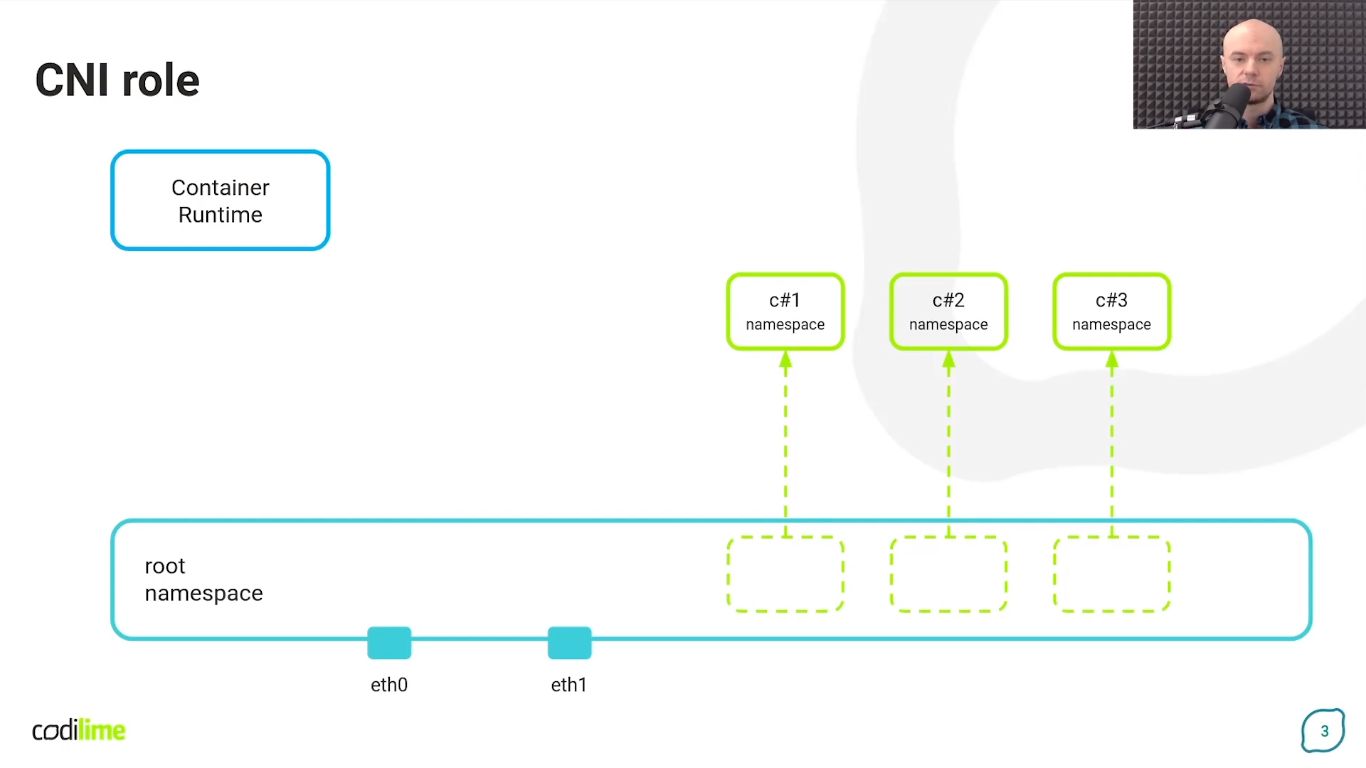 CNI role
Container
Runtime
c#1
namespace
c#2
namespace
c#3
namespace
root
namespace
eth0
eth1
codilime
3